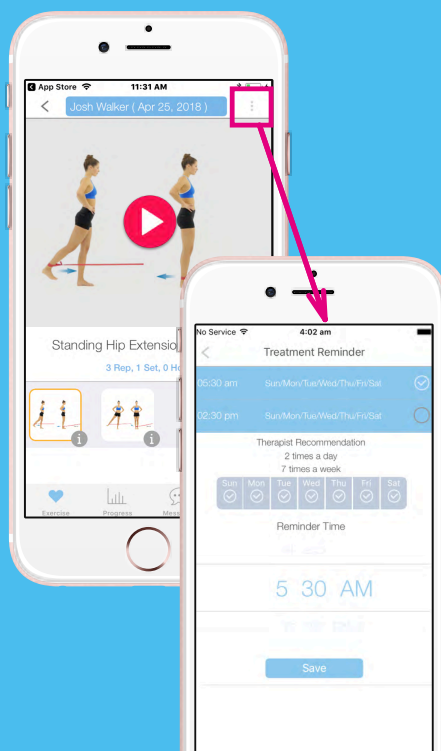 App Store
11:31 AM
Josh Walker ( Apr 25, 2018 )
Standing Hip Extensio
3 Rep, 1 Set, 0 Ho
i
i
Exercise
Progress
Mess
No Service
4:02 am
Treatment Reminder
05:30 am
Sun/Mon/Tue/Wed/Thu/Fri/Sat
02:30 pm
Sun/Mon/Tue/Wed/Thu/Fri/Sat
Therapist Recommendation
2 times a day
7 times a week
Sun Mon Tue Wed Thu Fri Sat
Reminder Time
5 30 AM
Save